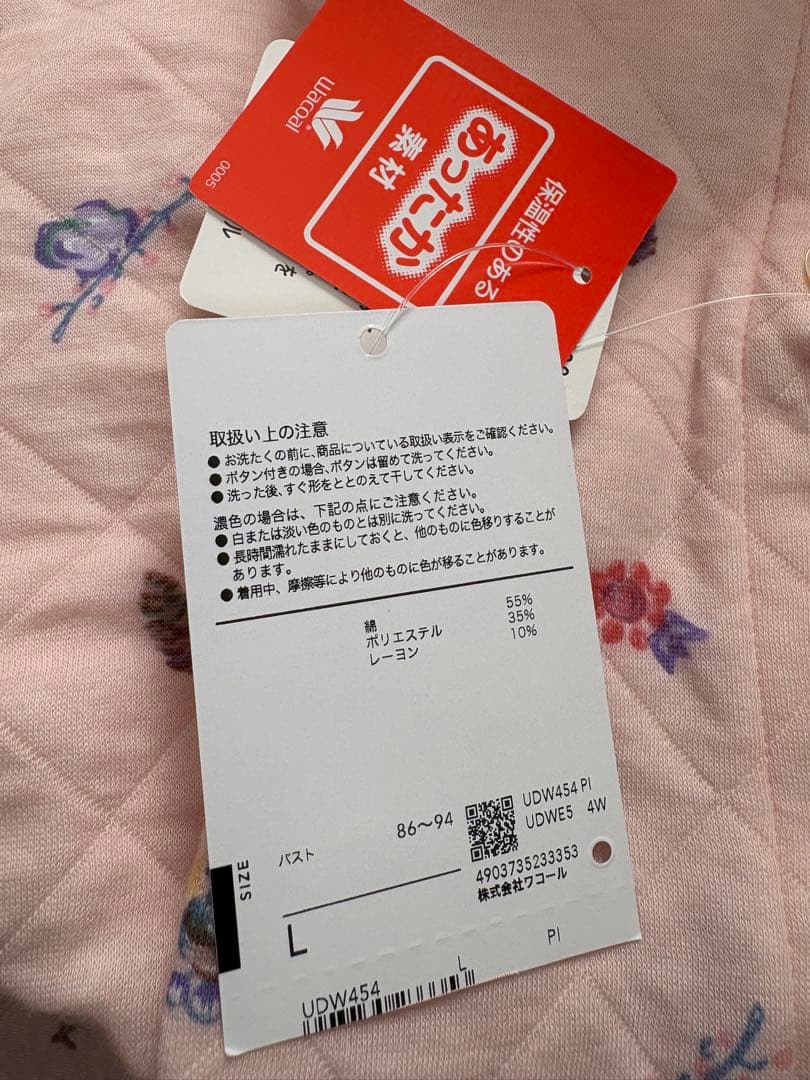 Wacoal
0005
保温性のある
あったか
素材
ル
を
取扱い上の注意
●お洗たくの前に、商品についている取扱い表示をご確認ください。
●ボタン付きの場合、ボタンは留めて洗ってください。
●洗った後、すぐ形をととのえて干してください。
濃色の場合は、下記の点にご注意ください。
●白または淡い色のものとは別に洗ってください。
●長時間濡れたままにしておくと、他のものに色移りすることが
あります。
●着用中、摩擦等により他のものに色が移ることがあります。
綿 55%
ポリエステル 35%
レーヨン 10%
SIZE
バスト 86〜94
UDW454 PI
UDWE5 4W
4903735233353
株式会社ワコール
L
UDW454 L PI